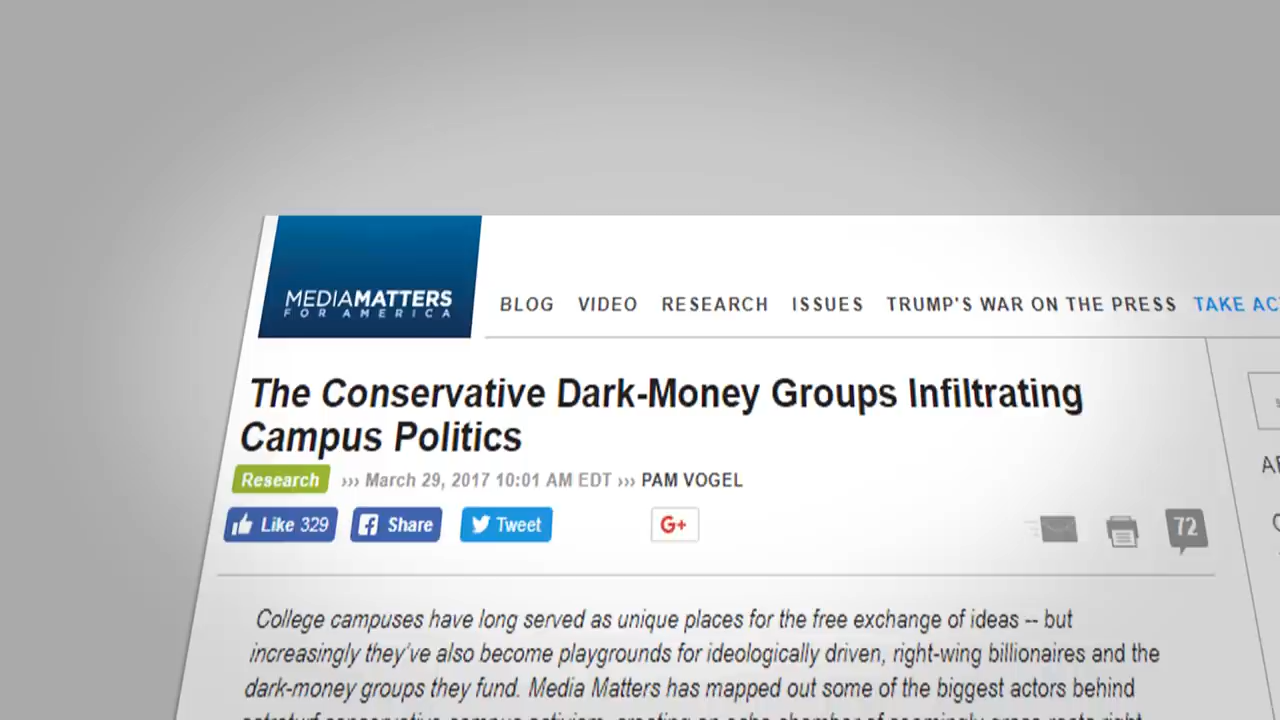 MEDIAMATTERS
FOR AMERICA
BLOG VIDEO RESEARCH ISSUES TRUMP'S WAR ON THE PRESS TAKE
The Conservative Dark-Money Groups Infiltrating
Campus Politics
Research ››› March 29, 2017 10:01 AM EDT ››› PAM VOGEL
Like 329 Share Tweet G+ 72
College campuses have long served as unique places for the free exchange of ideas -- but
increasingly they've also become playgrounds for ideologically driven, right-wing billionaires and the
dark-money groups they fund. Media Matters has mapped out some of the biggest actors behind